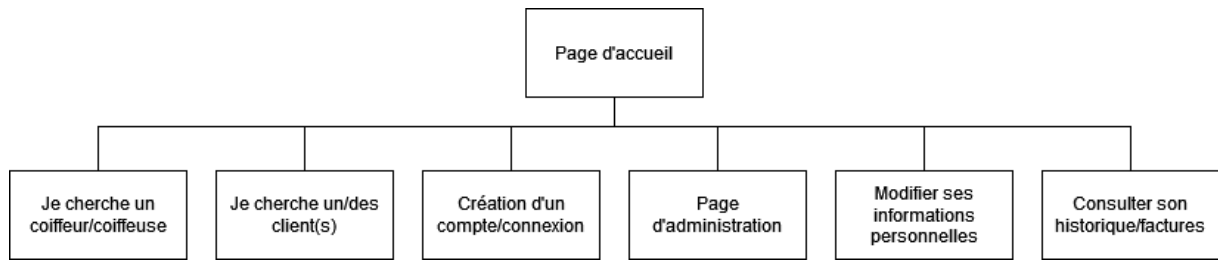 Page d'accueil
Je cherche un
coiffeur/coiffeuse
Je cherche un/des
client(s)
Création d'un
compte/connexion
Page
d'administration
Modifier ses
informations
personnelles
Consulter son
historique/factures